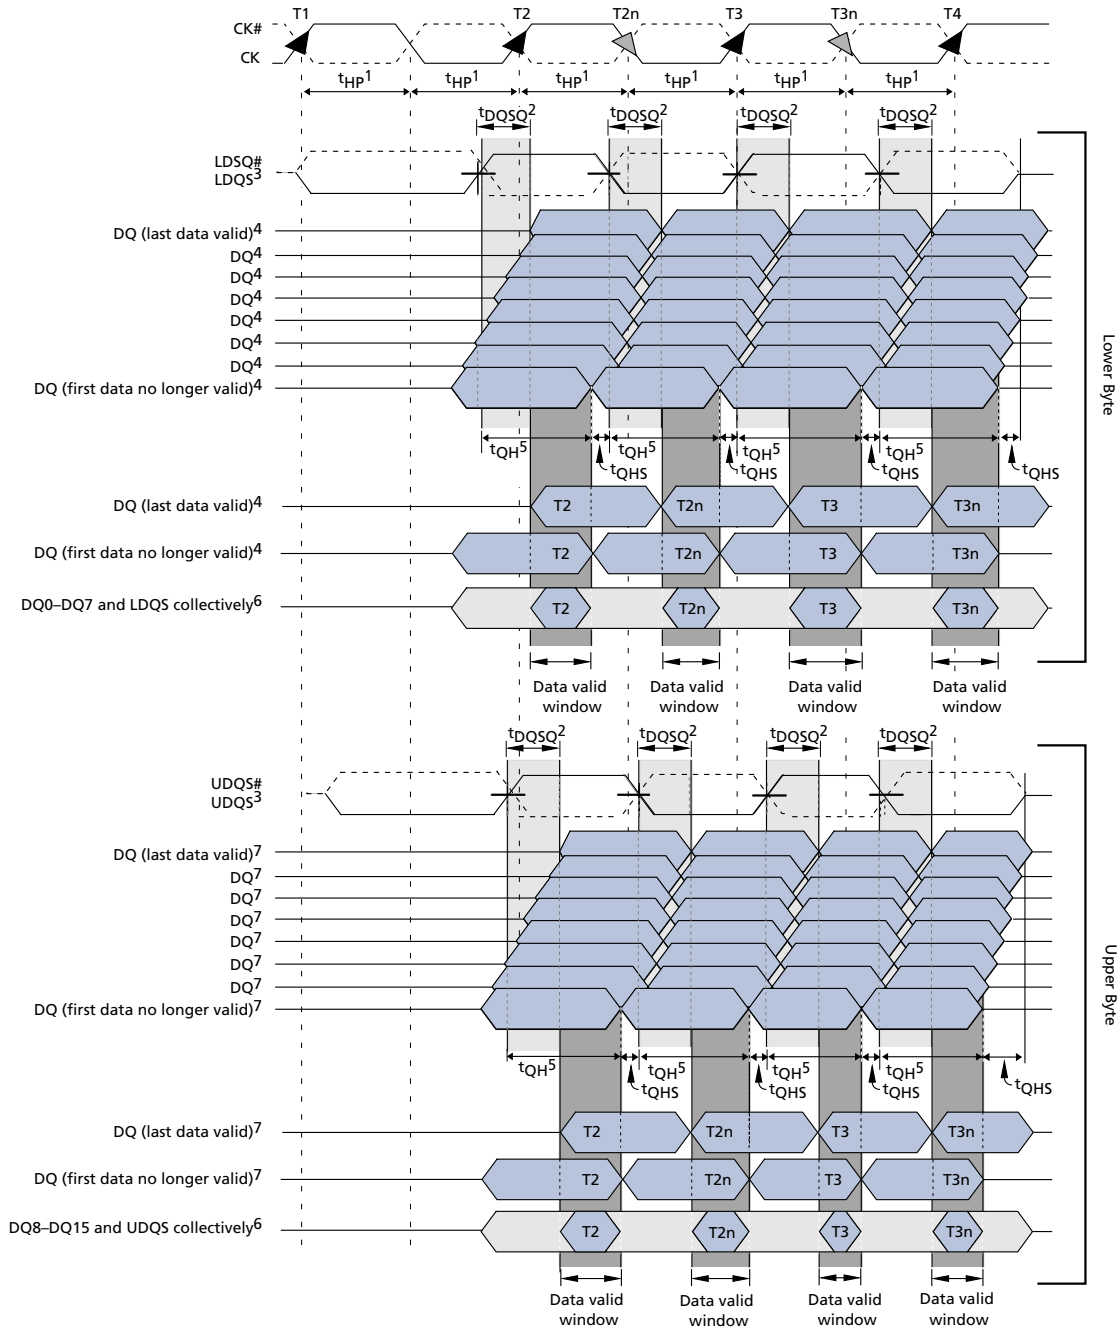 T1 T2 T2n T3 T3n T4
CK#
CK
tHP1 tHP1 tHP1 tHP1 tHP1 tHP1
tDQSQ2 tDQSQ2 tDQSQ2 tDQSQ2
LDSQ#
LDQS3
DQ (last data valid)4
DQ4
DQ4
DQ4
DQ4
DQ4
DQ4
DQ (first data no longer valid)4
Lower Byte
tQH5 tQH5 tQH5 tQH5
tQHS tQHS tQHS tQHS
DQ (last data valid)4 T2 T2n T3 T3n
DQ (first data no longer valid)4 T2 T2n T3 T3n
DQ0–DQ7 and LDQS collectively6 T2 T2n T3 T3n
Data valid window
Data valid window
Data valid window
Data valid window
tDQSQ2 tDQSQ2 tDQSQ2 tDQSQ2
UDQS#
UDQS3
DQ (last data valid)7
DQ7
DQ7
DQ7
DQ7
DQ7
DQ7
DQ (first data no longer valid)7
Upper Byte
tQH5 tQH5 tQH5 tQH5
tQHS tQHS tQHS tQHS
DQ (last data valid)7 T2 T2n T3 T3n
DQ (first data no longer valid)7 T2 T2n T3 T3n
DQ8–DQ15 and UDQS collectively6 T2 T2n T3 T3n
Data valid window
Data valid window
Data valid window
Data valid window